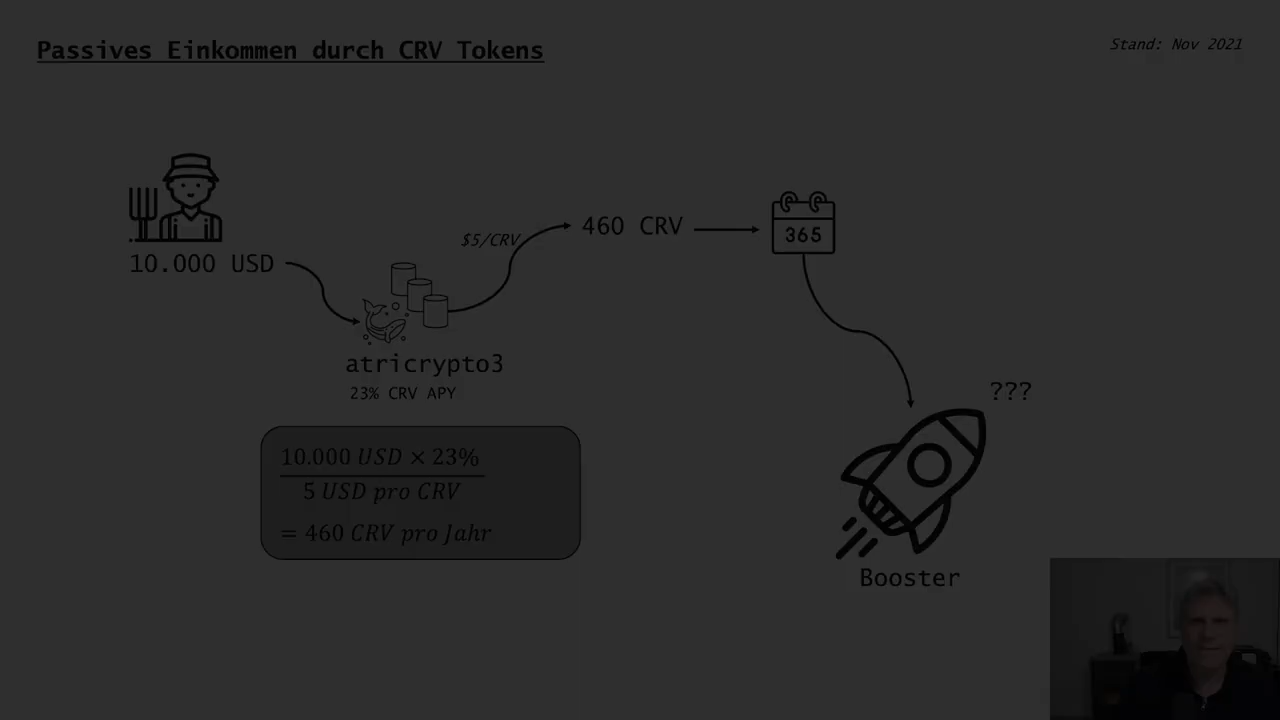 Passives Einkommen durch CRV Tokens
Stand: Nov 2021
10.000 USD
$5/CRV
460 CRV
365
atricrypto3
23% CRV APY
10.000 USD × 23%
5 USD pro CRV
= 460 CRV pro Jahr
???
Booster